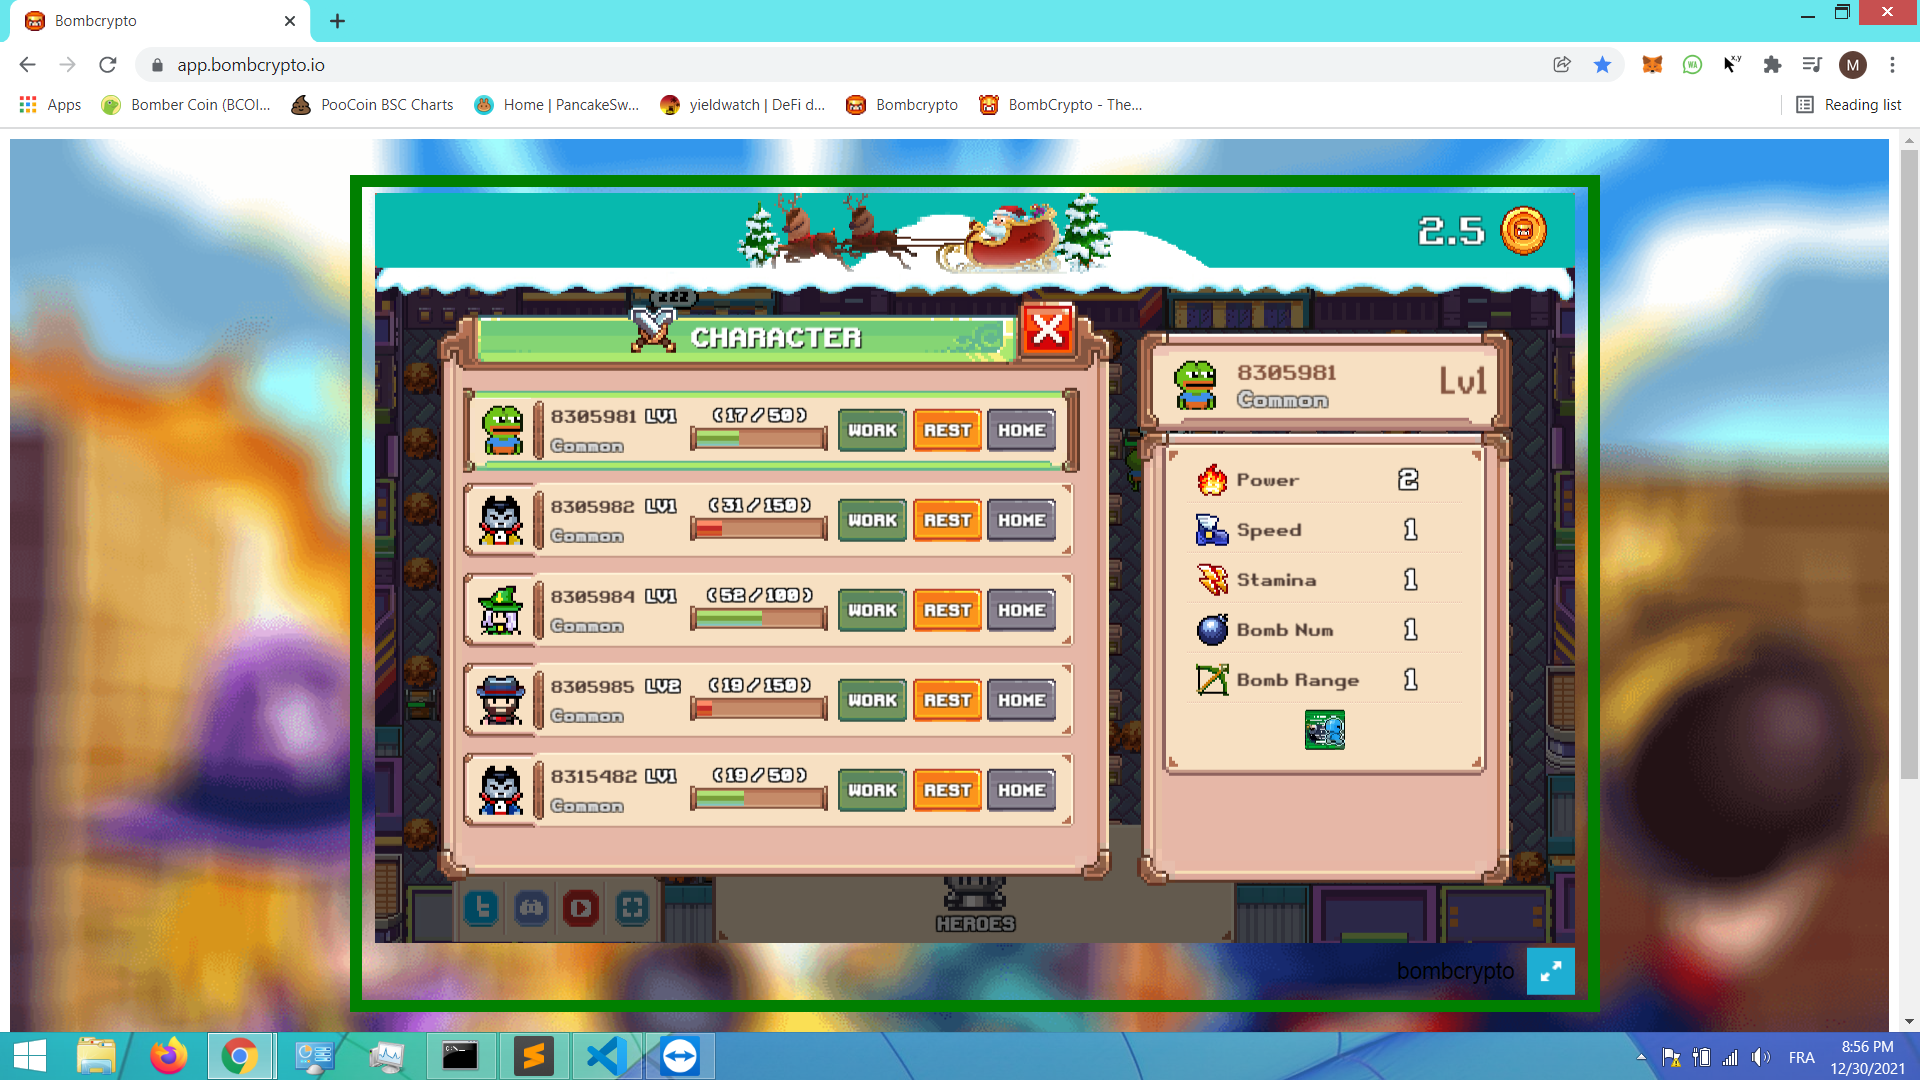 Bombcrypto
app.bombcrypto.io
M
Apps
Bomber Coin (BCOI...
PooCoin BSC Charts
Home | PancakeSw...
yieldwatch | DeFi d...
Bombcrypto
BombCrypto - The...
Reading list
2.5
zzz
CHARACTER
8305981 LV1 (17/50)
Common
WORK REST HOME
8305982 LV1 (31/150)
Common
WORK REST HOME
8305984 LV1 (52/100)
Common
WORK REST HOME
8305985 LV2 (19/150)
Common
WORK REST HOME
8315482 LV1 (19/50)
Common
WORK REST HOME
8305981
Common
Lv1
Power 2
Speed 1
Stamina 1
Bomb Num 1
Bomb Range 1
HEROES
bombcrypto
FRA
8:56 PM
12/30/2021